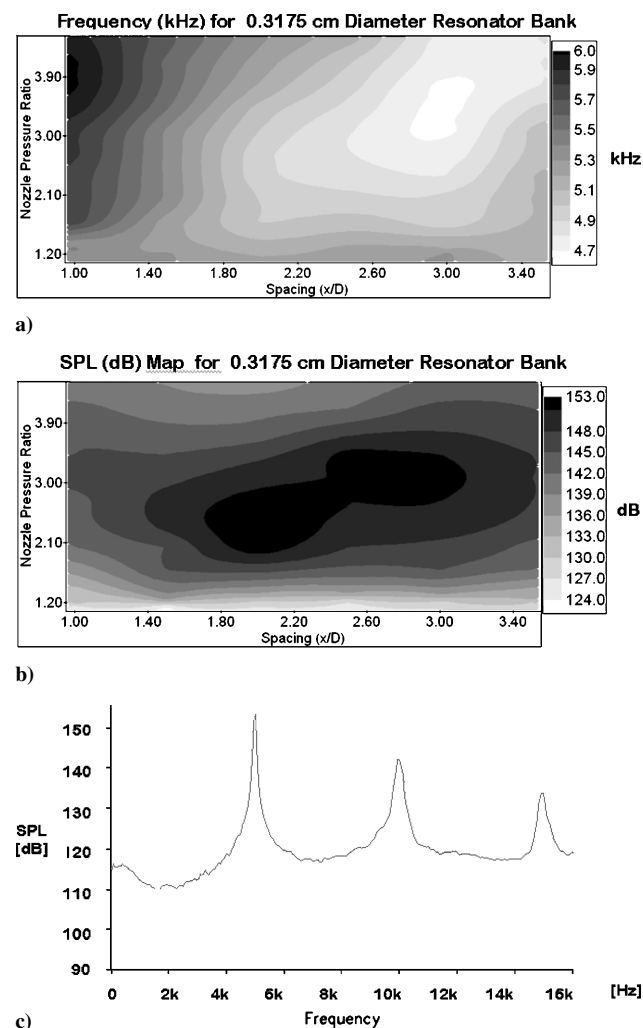 Frequency (kHz) for 0.3175 cm Diameter Resonator Bank
Nozzle Pressure Ratio
3.90
3.00
2.10
1.20
1.00 1.40 1.80 2.20 2.60 3.00 3.40
Spacing (x/D)
6.0
5.9
5.7
5.5
5.3
5.1
4.9
4.7
kHz
a)
SPL (dB) Map for 0.3175 cm Diameter Resonator Bank
Nozzle Pressure Ratio
3.90
3.00
2.10
1.20
1.00 1.40 1.80 2.20 2.60 3.00 3.40
Spacing (x/D)
153.0
148.0
145.0
142.0
139.0
136.0
133.0
130.0
127.0
124.0
dB
b)
150
140
130
120
110
100
90
SPL
[dB]
0 2k 4k 6k 8k 10k 12k 15k 16k [Hz]
Frequency
c)